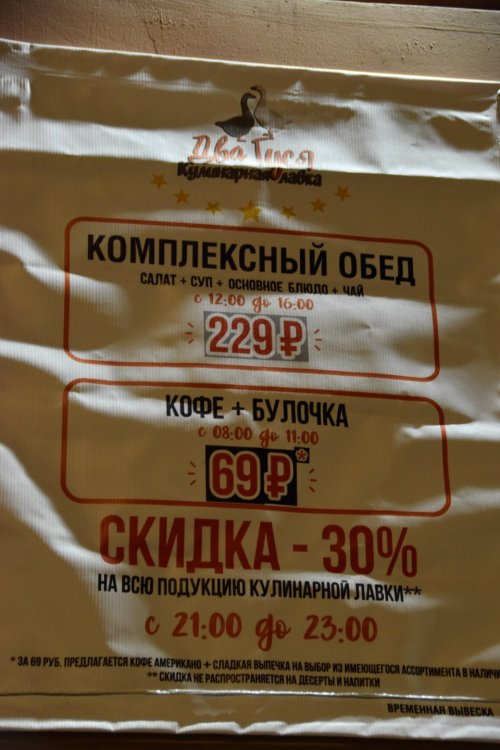 Два Гуся
Кулинарная лавка
КОМПЛЕКСНЫЙ ОБЕД
САЛАТ + СУП + ОСНОВНОЕ БЛЮДО + ЧАЙ
с 12:00 до 16:00
229 ₽
КОФЕ + БУЛОЧКА
с 08:00 до 11:00
69 ₽*
СКИДКА - 30%
НА ВСЮ ПОДУКЦИЮ КУЛИНАРНОЙ ЛАВКИ**
с 21:00 до 23:00
* ЗА 69 РУБ. ПРЕДЛАГАЕТСЯ КОФЕ АМЕРИКАНО + СЛАДКАЯ ВЫПЕЧКА НА ВЫБОР ИЗ ИМЕЮЩЕГОСЯ АССОРТИМЕНТА В НАЛИЧИ
** СКИДКА НЕ РАСПРОСТРАНЯЕТСЯ НА ДЕСЕРТЫ И НАПИТКИ
ВРЕМЕННАЯ ВЫВЕСКА